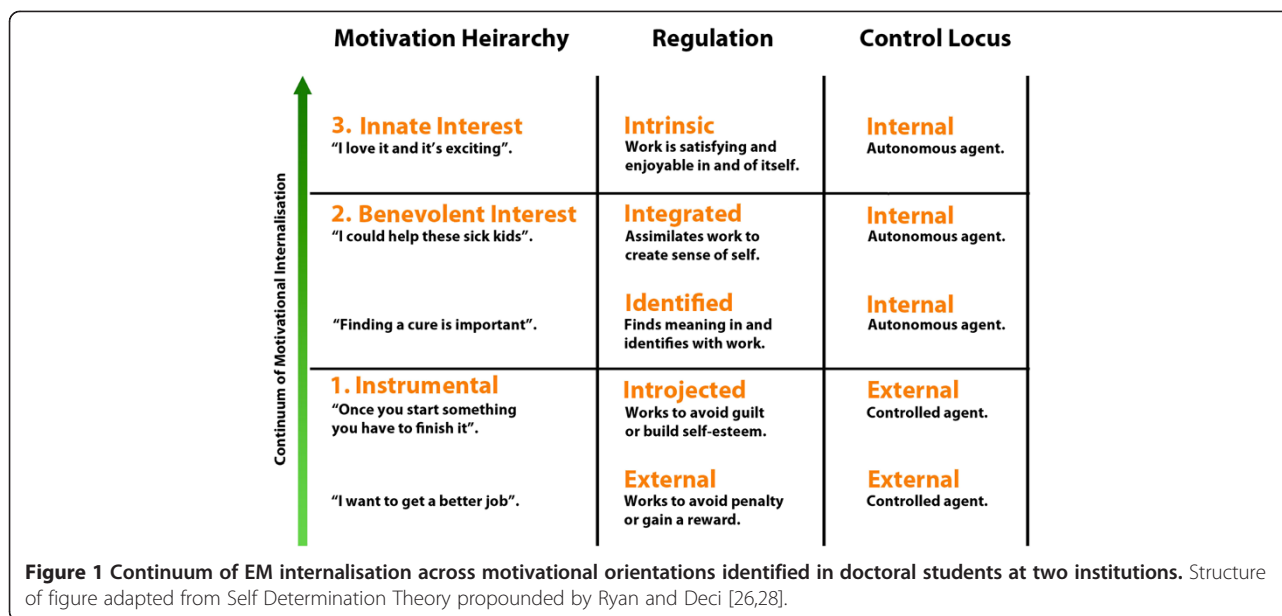 Motivation Heirarchy Regulation Control Locus
Continuum of Motivational Internalisation
3. Innate Interest Intrinsic Internal
“I love it and it’s exciting”. Work is satisfying and Autonomous agent.
enjoyable in and of itself.
2. Benevolent Interest Integrated Internal
“I could help these sick kids”. Assimilates work to Autonomous agent.
create sense of self.
Identified Internal
“Finding a cure is important”. Finds meaning in and Autonomous agent.
identifies with work.
1. Instrumental Introjected External
“Once you start something Works to avoid guilt Controlled agent.
you have to finish it”. or build self-esteem.
External External
“I want to get a better job”. Works to avoid penalty Controlled agent.
or gain a reward.
Figure 1 Continuum of EM internalisation across motivational orientations identified in doctoral students at two institutions. Structure
of figure adapted from Self Determination Theory propounded by Ryan and Deci [26,28].